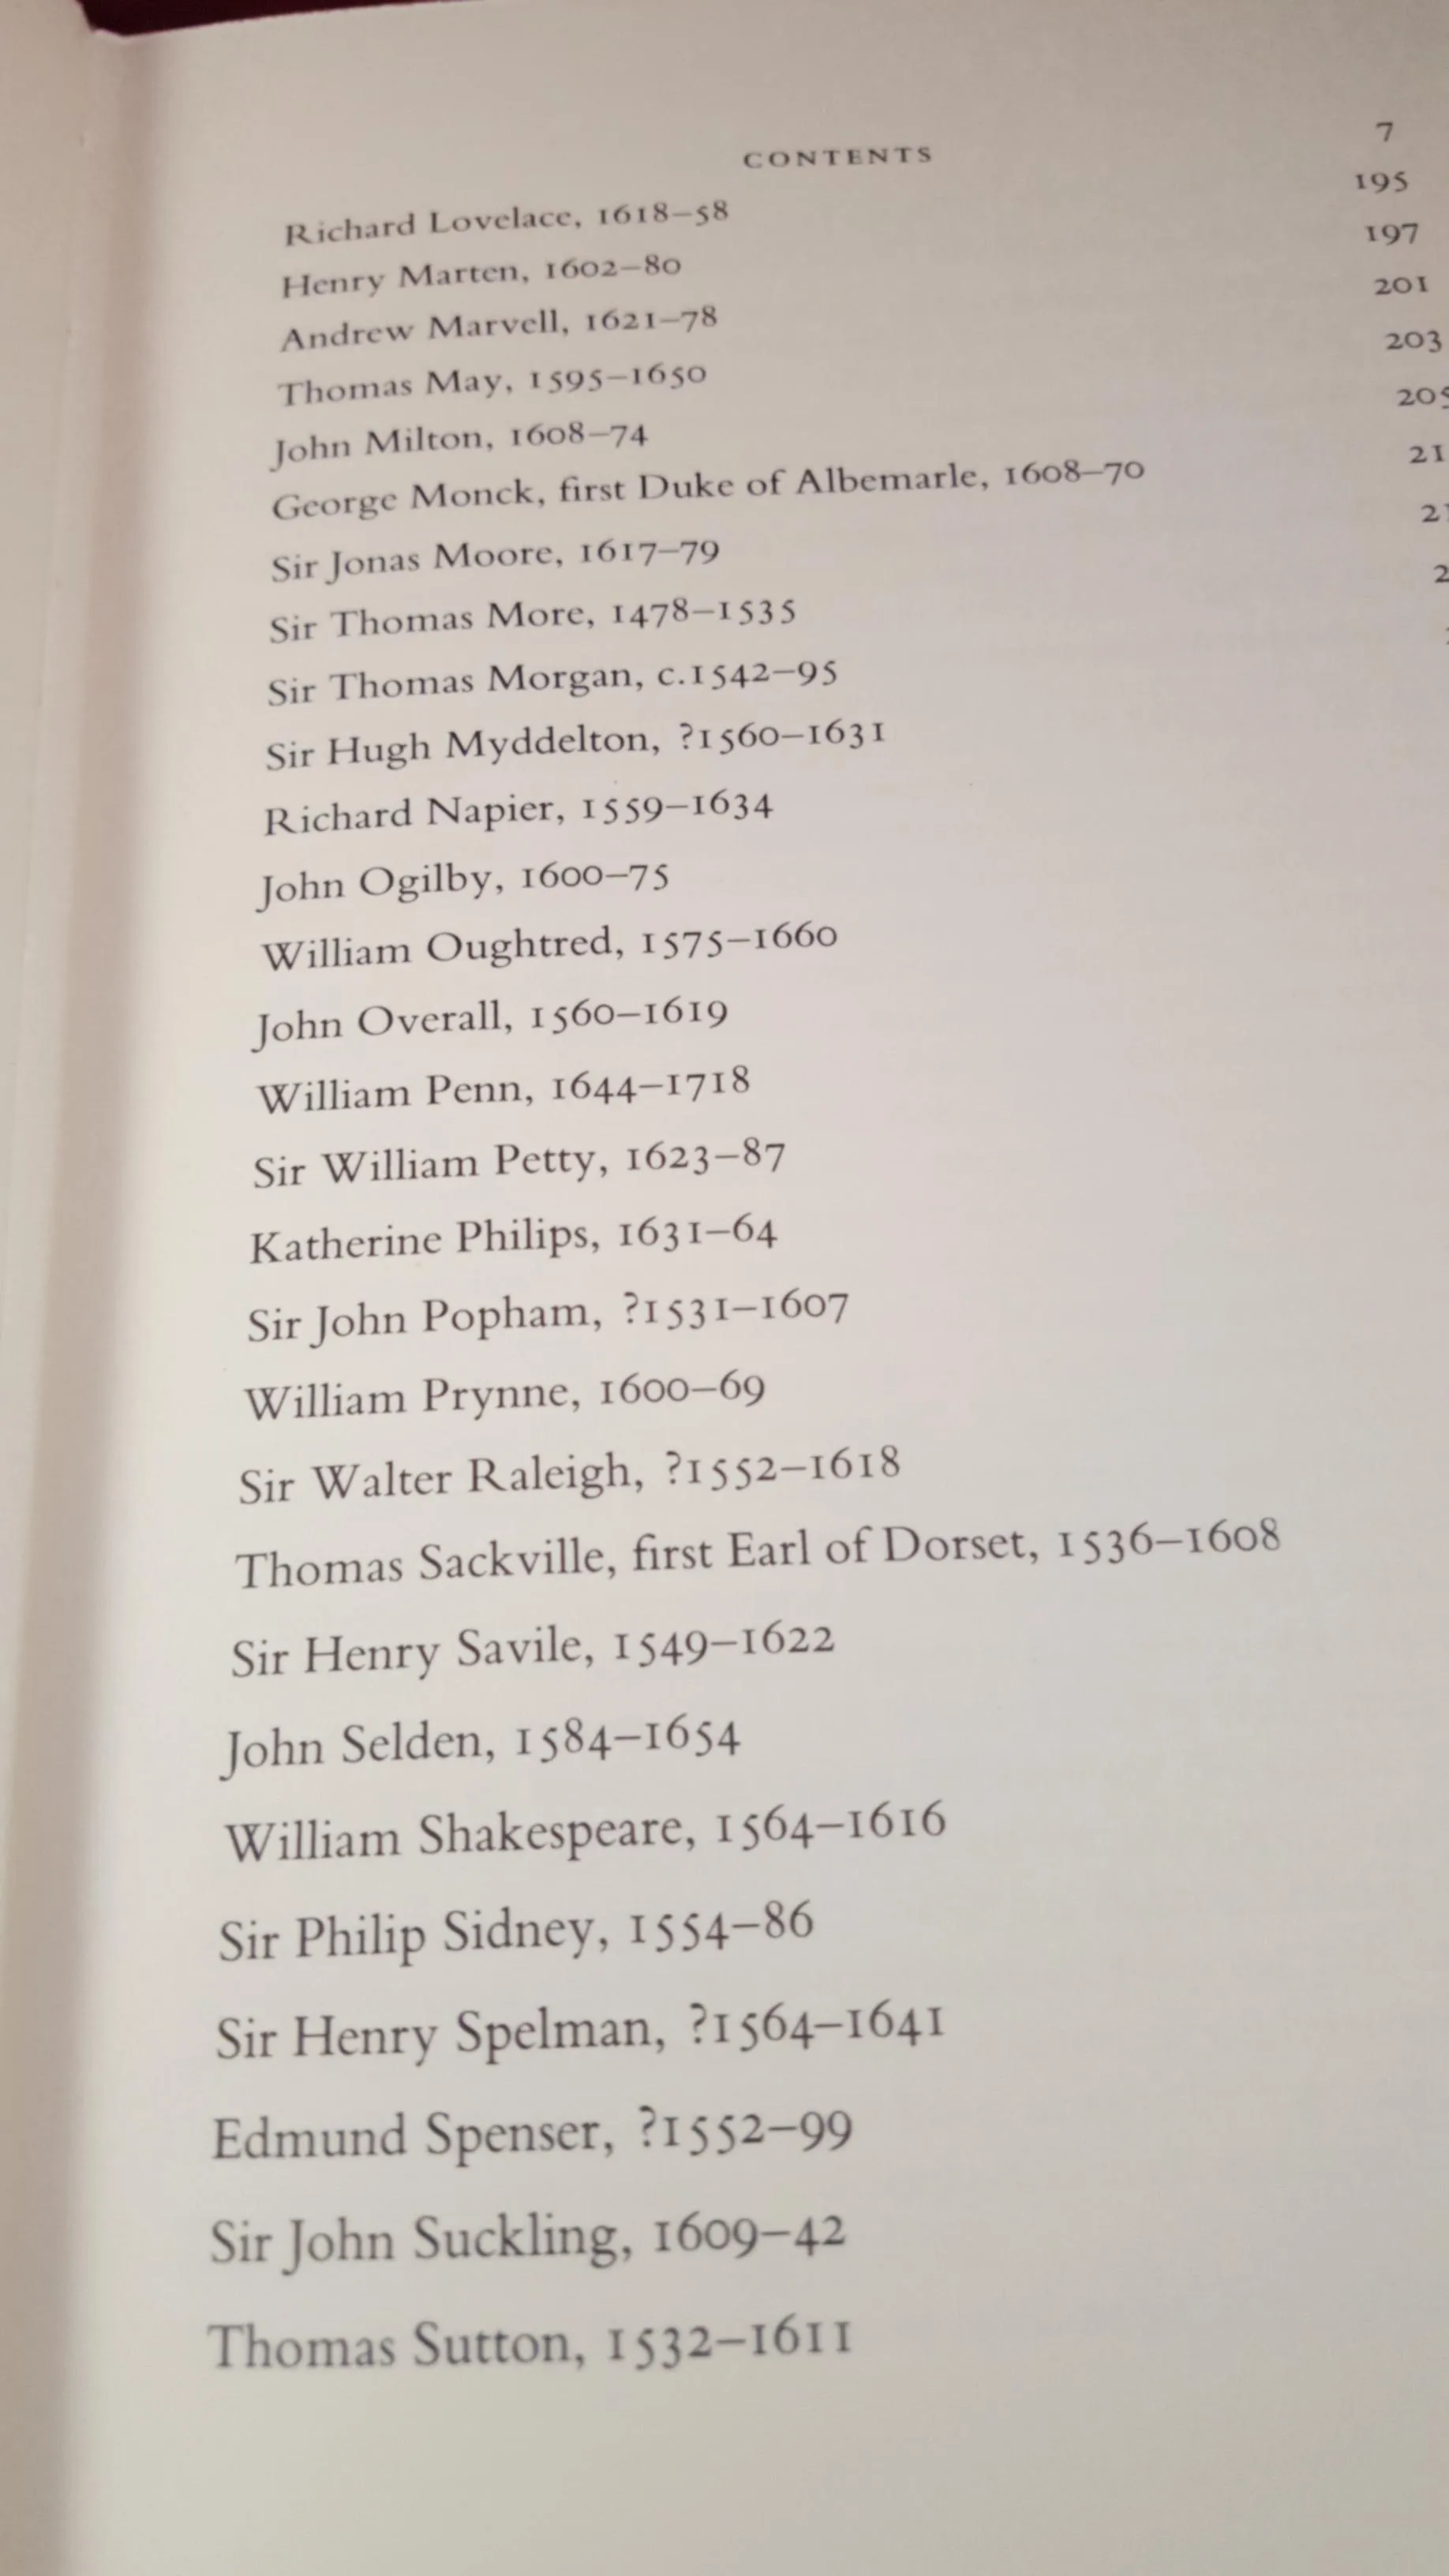 CONTENTS 7
Richard Lovelace, 1618–58 195
Henry Marten, 1602–80 197
Andrew Marvell, 1621–78 201
Thomas May, 1595–1650 203
John Milton, 1608–74 205
George Monck, first Duke of Albemarle, 1608–70
Sir Jonas Moore, 1617–79
Sir Thomas More, 1478–1535
Sir Thomas Morgan, c.1542–95
Sir Hugh Myddelton, ?1560–1631
Richard Napier, 1559–1634
John Ogilby, 1600–75
William Oughtred, 1575–1660
John Overall, 1560–1619
William Penn, 1644–1718
Sir William Petty, 1623–87
Katherine Philips, 1631–64
Sir John Popham, ?1531–1607
William Prynne, 1600–69
Sir Walter Raleigh, ?1552–1618
Thomas Sackville, first Earl of Dorset, 1536–1608
Sir Henry Savile, 1549–1622
John Selden, 1584–1654
William Shakespeare, 1564–1616
Sir Philip Sidney, 1554–86
Sir Henry Spelman, ?1564–1641
Edmund Spenser, ?1552–99
Sir John Suckling, 1609–42
Thomas Sutton, 1532–1611